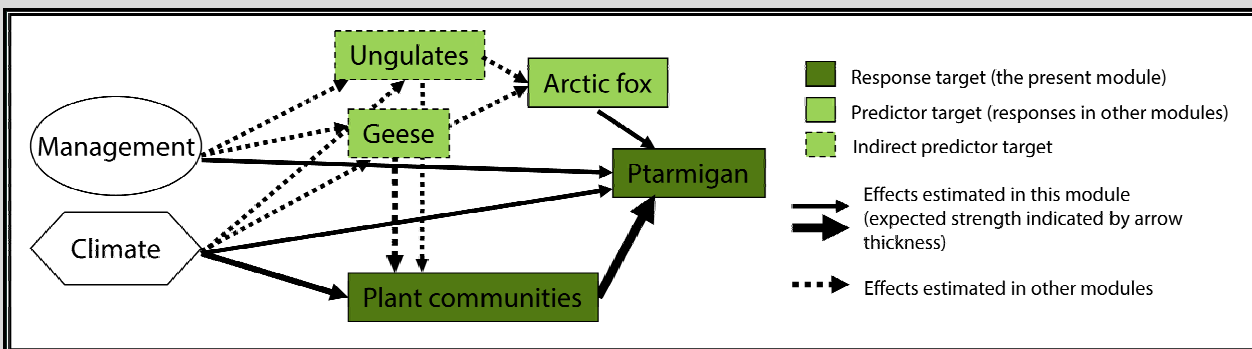 Ungulates
Arctic fox
Geese
Management
Ptarmigan
Climate
Plant communities
Response target (the present module)
Predictor target (responses in other modules)
Indirect predictor target
Effects estimated in this module
(expected strength indicated by arrow
thickness)
Effects estimated in other modules